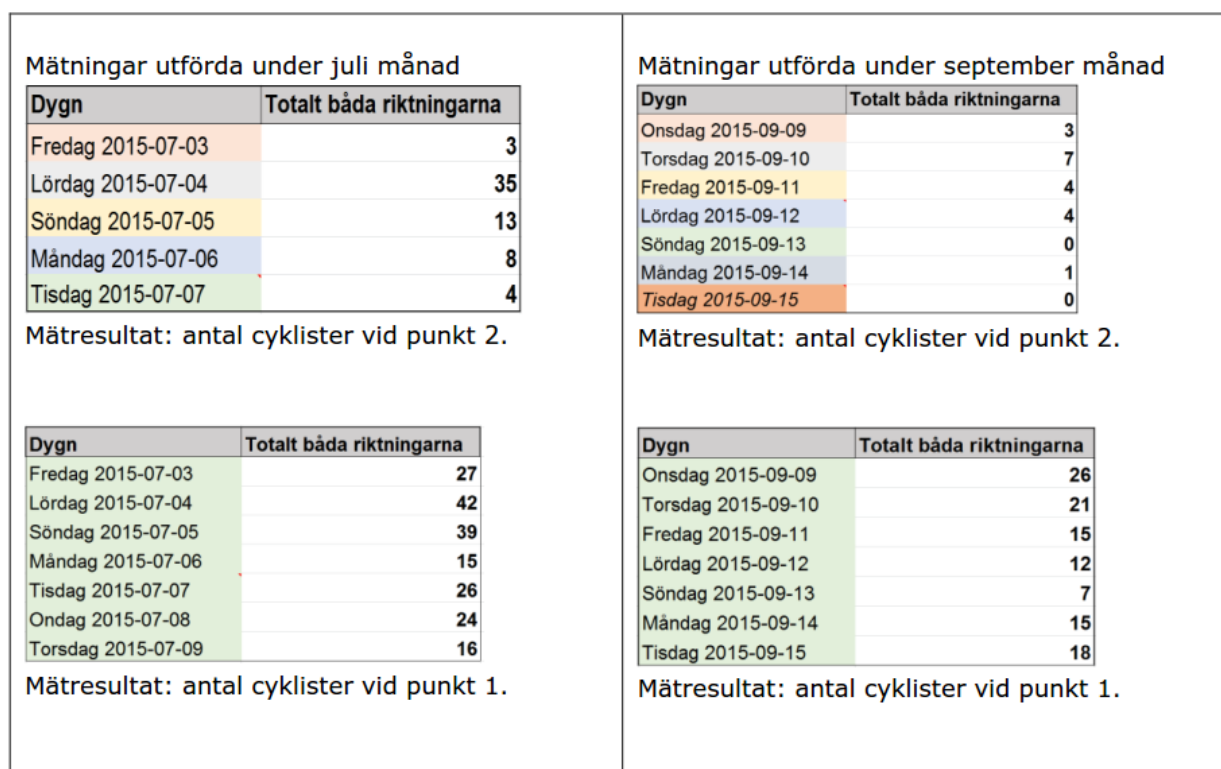 Mätningar utförda under juli månad
Dygn Totalt båda riktningarna
Fredag 2015-07-03 3
Lördag 2015-07-04 35
Söndag 2015-07-05 13
Måndag 2015-07-06 8
Tisdag 2015-07-07 4
Mätresultat: antal cyklister vid punkt 2.
Dygn Totalt båda riktningarna
Fredag 2015-07-03 27
Lördag 2015-07-04 42
Söndag 2015-07-05 39
Måndag 2015-07-06 15
Tisdag 2015-07-07 26
Ondag 2015-07-08 24
Torsdag 2015-07-09 16
Mätresultat: antal cyklister vid punkt 1.
Mätningar utförda under september månad
Dygn Totalt båda riktningarna
Onsdag 2015-09-09 3
Torsdag 2015-09-10 7
Fredag 2015-09-11 4
Lördag 2015-09-12 4
Söndag 2015-09-13 0
Måndag 2015-09-14 1
Tisdag 2015-09-15 0
Mätresultat: antal cyklister vid punkt 2.
Dygn Totalt båda riktningarna
Onsdag 2015-09-09 26
Torsdag 2015-09-10 21
Fredag 2015-09-11 15
Lördag 2015-09-12 12
Söndag 2015-09-13 7
Måndag 2015-09-14 15
Tisdag 2015-09-15 18
Mätresultat: antal cyklister vid punkt 1.